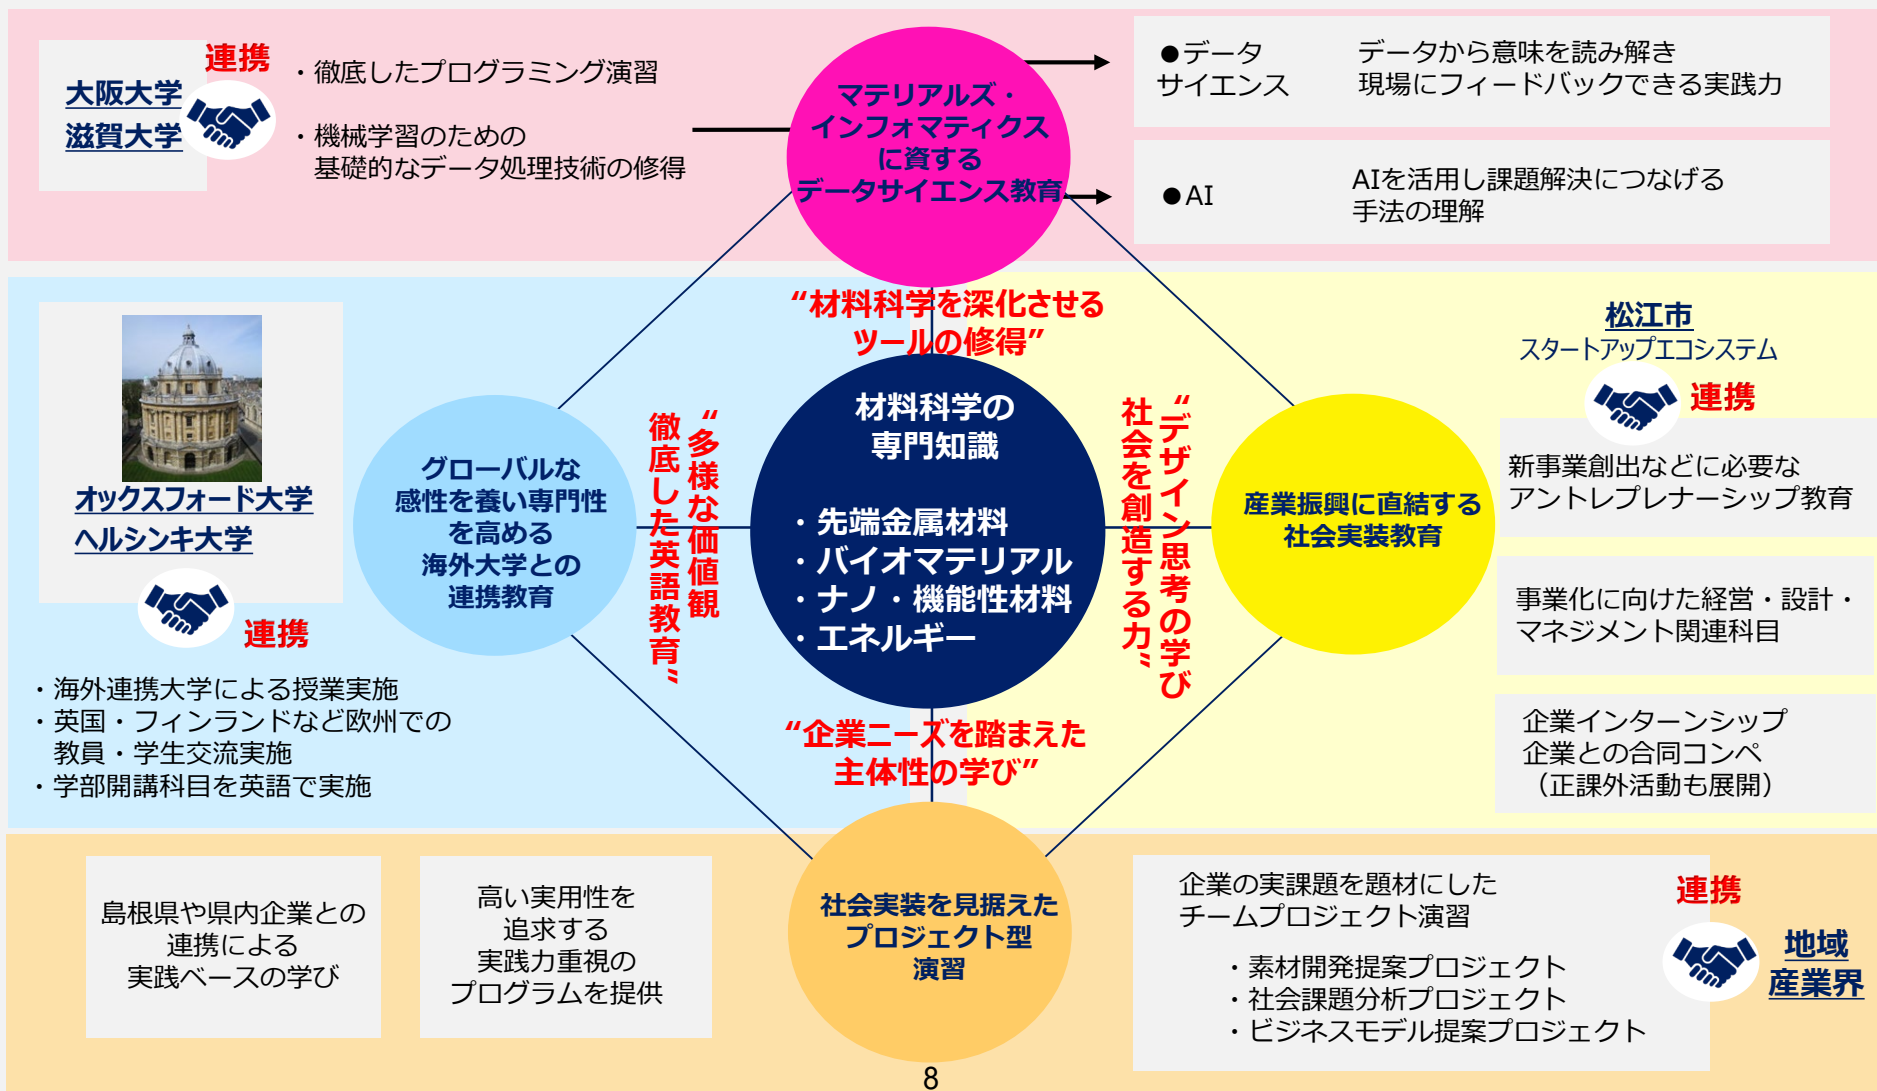 大阪大学
滋賀大学
連携
・徹底したプログラミング演習
・機械学習のための
基礎的なデータ処理技術の修得
マテリアルズ・
インフォマティクス
に資する
データサイエンス教育
●データ
サイエンス
データから意味を読み解き
現場にフィードバックできる実践力
●AI
AIを活用し課題解決につなげる
手法の理解
“材料科学を深化させる
ツールの修得”
オックスフォード大学
ヘルシンキ大学
連携
・海外連携大学による授業実施
・英国・フィンランドなど欧州での
教員・学生交流実施
・学部開講科目を英語で実施
グローバルな
感性を養い専門性
を高める
海外大学との
連携教育
“多様な価値観
徹底した英語教育”
材料科学の
専門知識
・先端金属材料
・バイオマテリアル
・ナノ・機能性材料
・エネルギー
“デザイン思考の学び
社会を創造する力”
産業振興に直結する
社会実装教育
松江市
スタートアップエコシステム
連携
新事業創出などに必要な
アントレプレナーシップ教育
事業化に向けた経営・設計・
マネジメント関連科目
企業インターンシップ
企業との合同コンペ
（正課外活動も展開）
“企業ニーズを踏まえた
主体性の学び”
島根県や県内企業との
連携による
実践ベースの学び
高い実用性を
追求する
実践力重視の
プログラムを提供
社会実装を見据えた
プロジェクト型
演習
企業の実課題を題材にした
チームプロジェクト演習
・素材開発提案プロジェクト
・社会課題分析プロジェクト
・ビジネスモデル提案プロジェクト
連携
地域
産業界
8